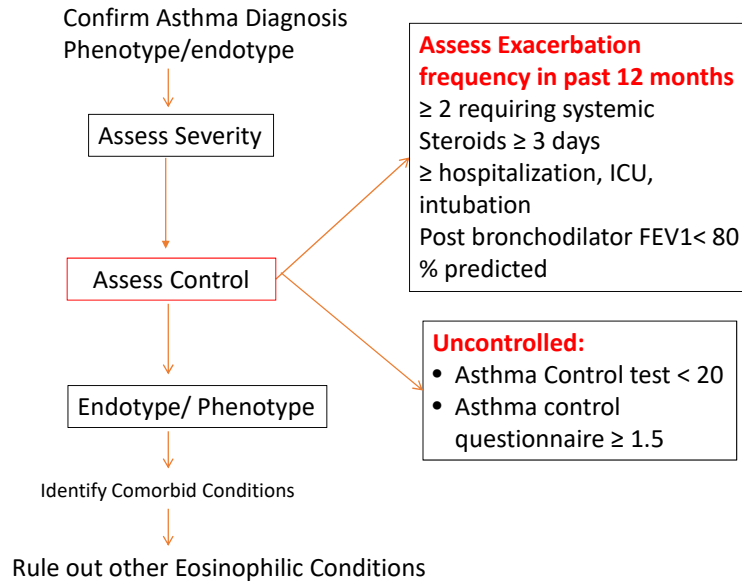 Confirm Asthma Diagnosis
Phenotype/endotype
Assess Severity
Assess Control
Endotype/ Phenotype
Identify Comorbid Conditions
Rule out other Eosinophilic Conditions
Assess Exacerbation
frequency in past 12 months
≥ 2 requiring systemic
Steroids ≥ 3 days
≥ hospitalization, ICU,
intubation
Post bronchodilator FEV1< 80
% predicted
Uncontrolled:
• Asthma Control test < 20
• Asthma control
questionnaire ≥ 1.5